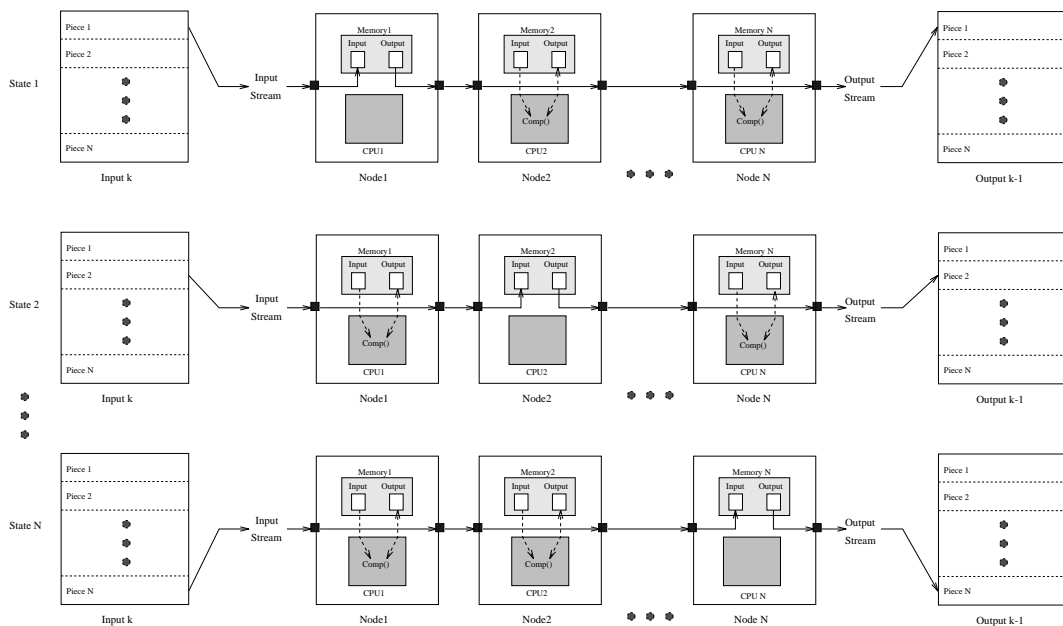 Piece 1
Piece 2
Piece N
Input k
State 1
Input
Stream
Memory1
Input Output
CPU1
Node1
Memory2
Input Output
Comp()
CPU2
Node2
Memory N
Input Output
Comp()
CPU N
Node N
Output
Stream
Piece 1
Piece 2
Piece N
Output k-1
Piece 1
Piece 2
Piece N
Input k
State 2
Input
Stream
Memory1
Input Output
Comp()
CPU1
Node1
Memory2
Input Output
CPU2
Node2
Memory N
Input Output
Comp()
CPU N
Node N
Output
Stream
Piece 1
Piece 2
Piece N
Output k-1
Piece 1
Piece 2
Piece N
Input k
State N
Input
Stream
Memory1
Input Output
Comp()
CPU1
Node1
Memory2
Input Output
Comp()
CPU2
Node2
Memory N
Input Output
CPU N
Node N
Output
Stream
Piece 1
Piece 2
Piece N
Output k-1